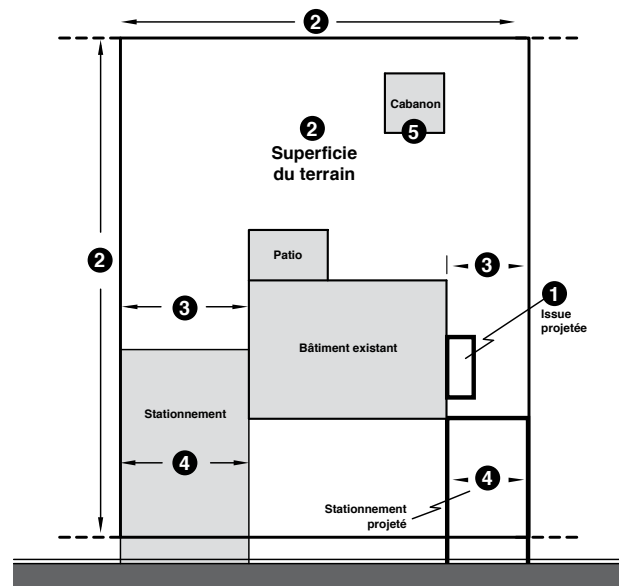 2
Cabanon
5
2
Superficie
du terrain
2
Patio
3
3
1
Issue
projetée
Bâtiment existant
Stationnement
4
4
Stationnement
projeté